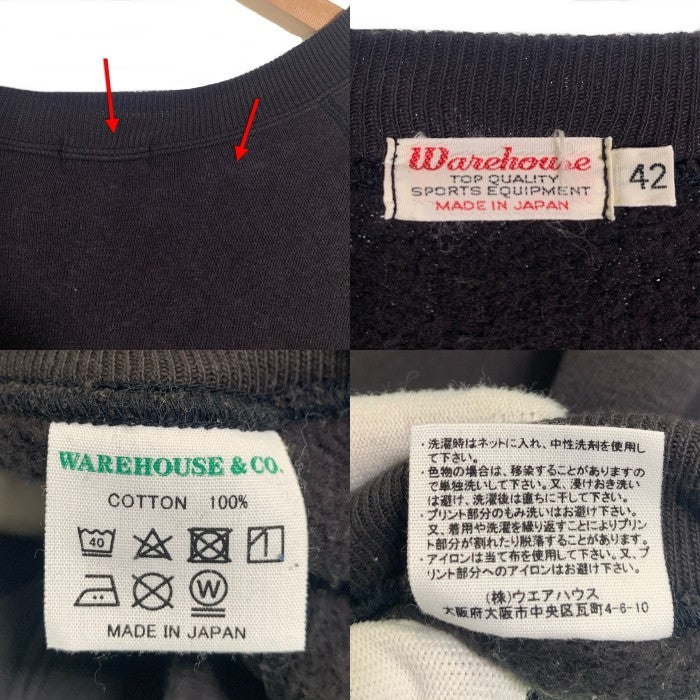 Warehouse
TOP QUALITY
SPORTS EQUIPMENT
MADE IN JAPAN
42
WAREHOUSE & CO.
COTTON 100%
40
W
MADE IN JAPAN
・洗濯時はネットに入れ、中性洗剤を使用し
て下さい。
・色物の場合は、移染することがありますの
で単独洗いして下さい。又、浸けおき洗い
は避け、洗濯後は直ちに干して下さい。
・プリント部分のもみ洗いはお避け下さい。
又、着用や洗濯を繰り返すことによりプリン
ト部分が割れたり脱落することがあります。
・アイロンは当て布を使用して下さい。又、プ
リント部分へのアイロンはお避け下さい。
(株)ウエアハウス
大阪府大阪市中央区瓦町4-6-10